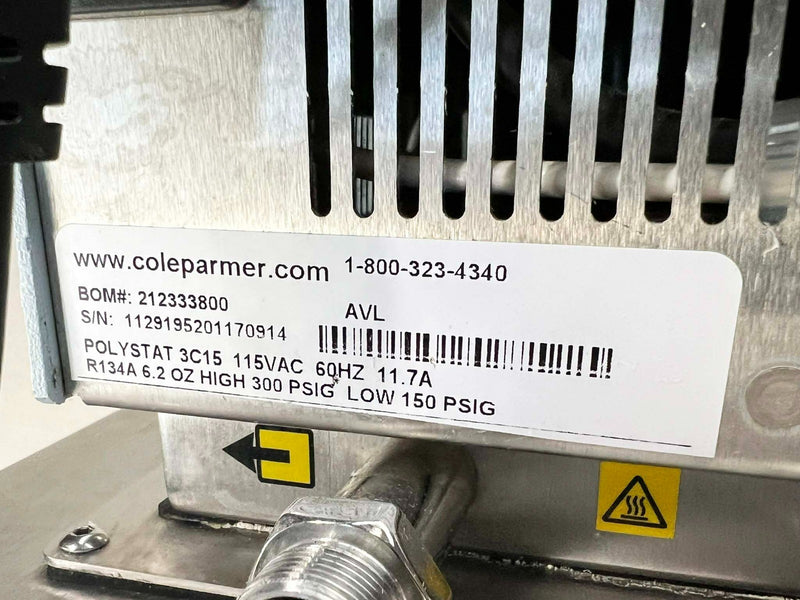 www.coleparmer.com 1-800-323-4340
BOM#: 212333800 AVL
S/N: 1129195201170914
POLYSTAT 3C15 115VAC 60HZ 11.7A
R134A 6.2 OZ HIGH 300 PSIG LOW 150 PSIG